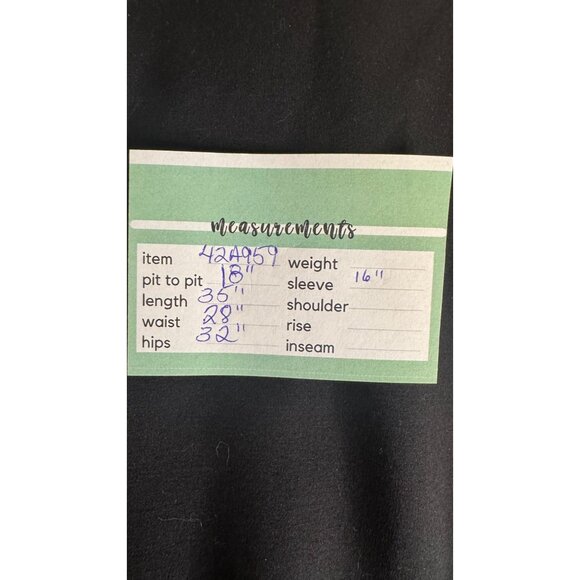 measurements
item 42A959
pit to pit 18"
length 35"
waist 28"
hips 32"
weight
sleeve 16"
shoulder
rise
inseam